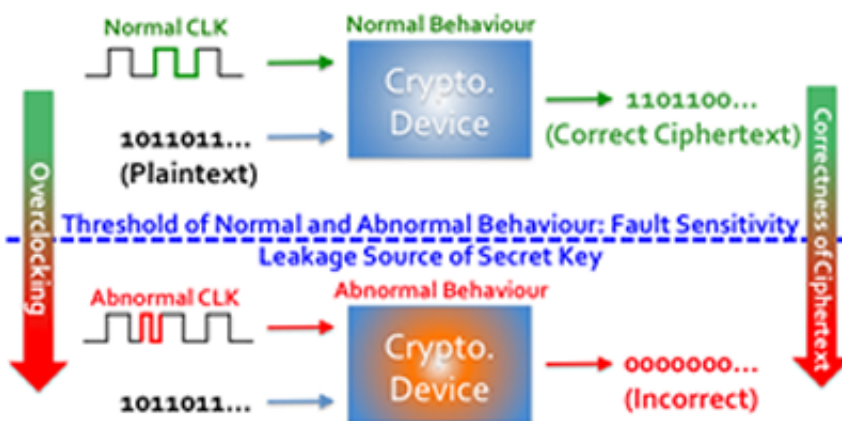 Normal CLK
Normal Behaviour
Crypto.
Device
1011011...
(Plaintext)
1101100...
(Correct Ciphertext)
Overclocking
Correctness of Ciphertext
Threshold of Normal and Abnormal Behaviour: Fault Sensitivity
Leakage Source of Secret Key
Abnormal CLK
Abnormal Behaviour
Crypto.
Device
1011011...
0000000...
(Incorrect)